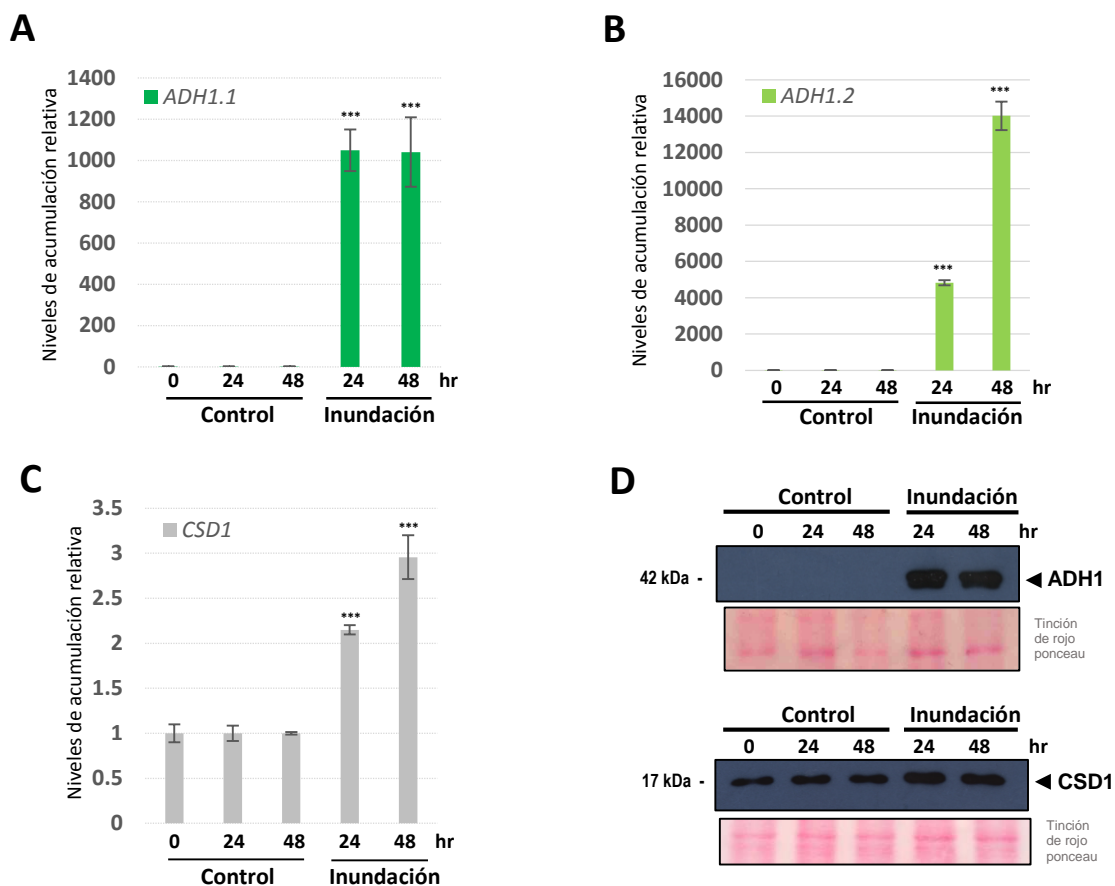 A
Niveles de acumulación relativa
1400
1200
1000
800
600
400
200
0
ADH1.1
***
***
0 24 48 24 48 hr
Control Inundación
B
Niveles de acumulación relativa
16000
14000
12000
10000
8000
6000
4000
2000
0
ADH1.2
***
***
0 24 48 24 48 hr
Control Inundación
C
Niveles de acumulación relativa
3.5
3
2.5
2
1.5
1
0.5
0
CSD1
***
***
0 24 48 24 48 hr
Control Inundación
D
Control Inundación
0 24 48 24 48 hr
42 kDa -
ADH1
Tinción
de rojo
ponceau
Control Inundación
0 24 48 24 48 hr
17 kDa -
CSD1
Tinción
de rojo
ponceau